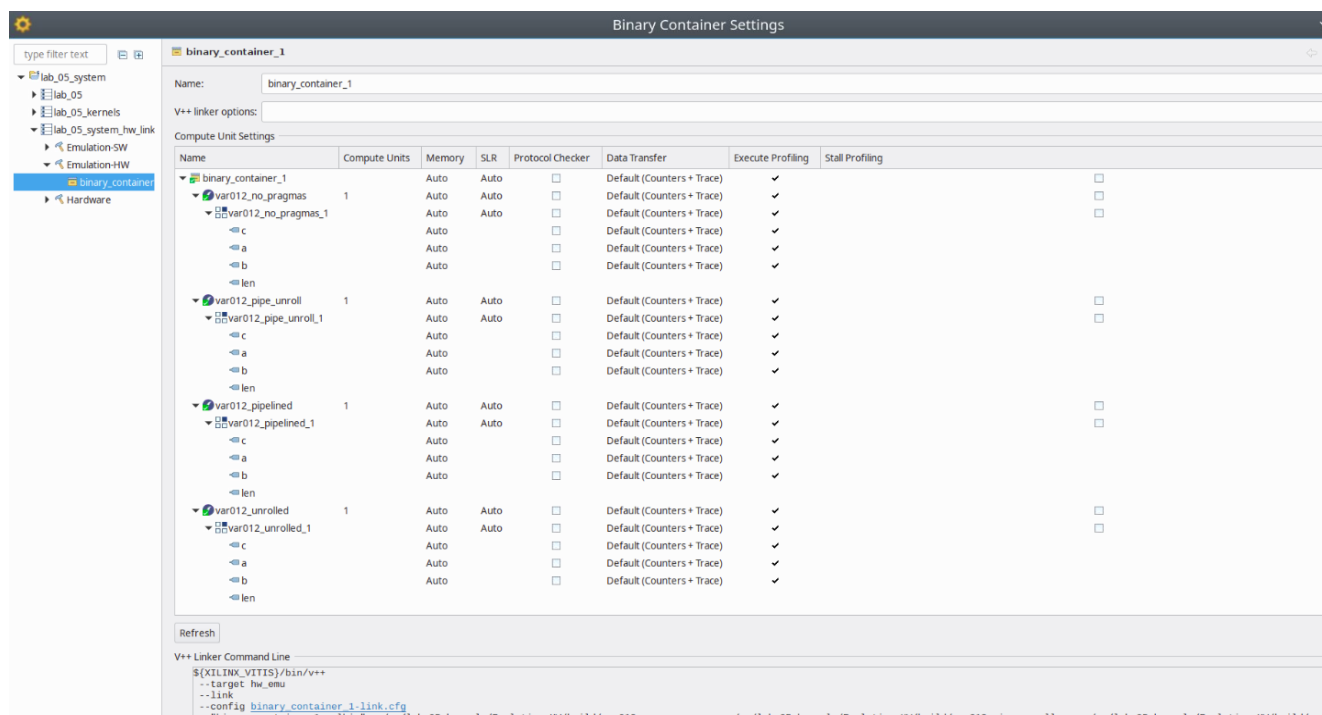 Binary Container Settings
type filter text
lab_05_system
lab_05
lab_05_kernels
lab_05_system_hw_link
Emulation-SW
Emulation-HW
binary_container
Hardware
binary_container_1
Name: binary_container_1
V++ linker options:
Compute Unit Settings
Name Compute Units Memory SLR Protocol Checker Data Transfer Execute Profiling Stall Profiling
binary_container_1 Auto Auto Default (Counters + Trace)
var012_no_pragmas 1 Auto Auto Default (Counters + Trace)
var012_no_pragmas_1 Auto Auto Default (Counters + Trace)
c Auto Default (Counters + Trace)
a Auto Default (Counters + Trace)
b Auto Default (Counters + Trace)
len
var012_pipe_unroll 1 Auto Auto Default (Counters + Trace)
var012_pipe_unroll_1 Auto Auto Default (Counters + Trace)
c Auto Default (Counters + Trace)
a Auto Default (Counters + Trace)
b Auto Default (Counters + Trace)
len
var012_pipelined 1 Auto Auto Default (Counters + Trace)
var012_pipelined_1 Auto Auto Default (Counters + Trace)
c Auto Default (Counters + Trace)
a Auto Default (Counters + Trace)
b Auto Default (Counters + Trace)
len
var012_unrolled 1 Auto Auto Default (Counters + Trace)
var012_unrolled_1 Auto Auto Default (Counters + Trace)
c Auto Default (Counters + Trace)
a Auto Default (Counters + Trace)
b Auto Default (Counters + Trace)
len
Refresh
V++ Linker Command Line
${XILINX_VITIS}/bin/v++
--target hw_emu
--link
--config binary_container_1-link.cfg